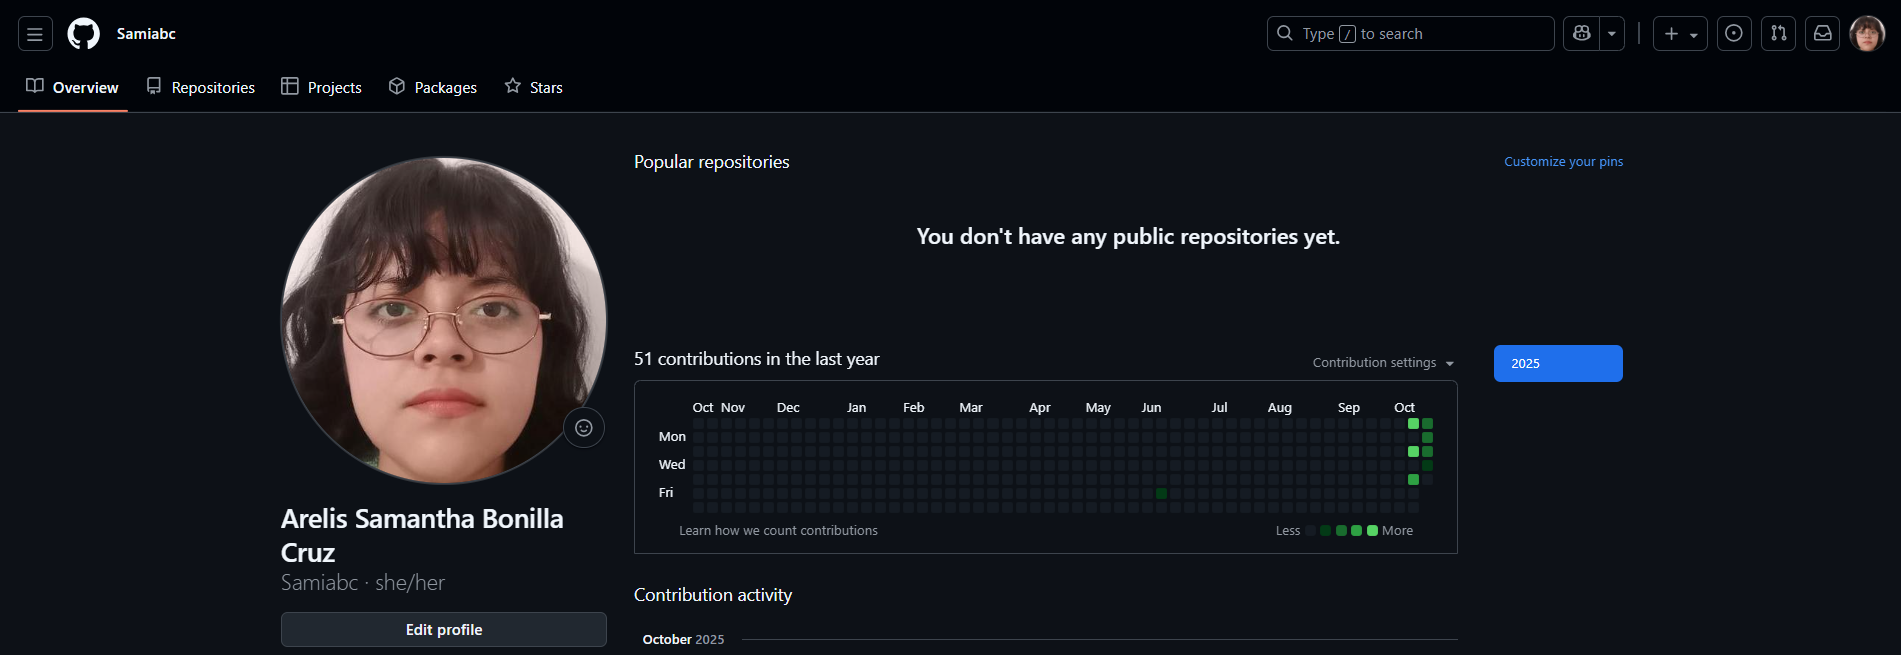 Samiabc
Type / to search
Overview Repositories Projects Packages Stars
Popular repositories
Customize your pins
You don't have any public repositories yet.
51 contributions in the last year
Contribution settings
2025
Oct Nov Dec Jan Feb Mar Apr May Jun Jul Aug Sep Oct
Mon
Wed
Fri
Learn how we count contributions
Less More
Arelis Samantha Bonilla
Cruz
Samiabc · she/her
Edit profile
Contribution activity
October 2025